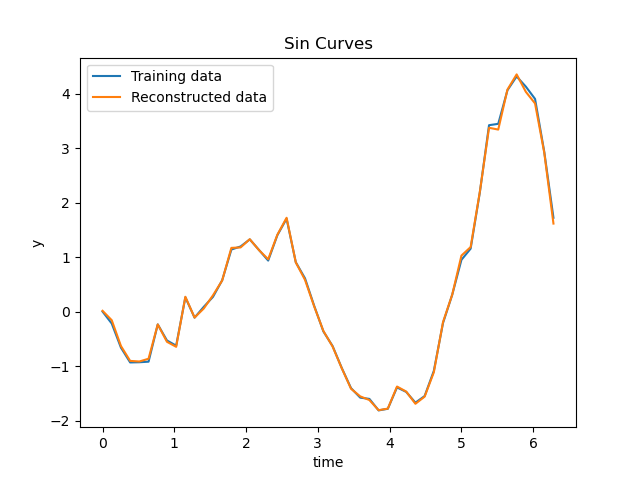 Sin Curves
Training data
Reconstructed data
y
4
3
2
1
0
−1
−2
0 1 2 3 4 5 6
time